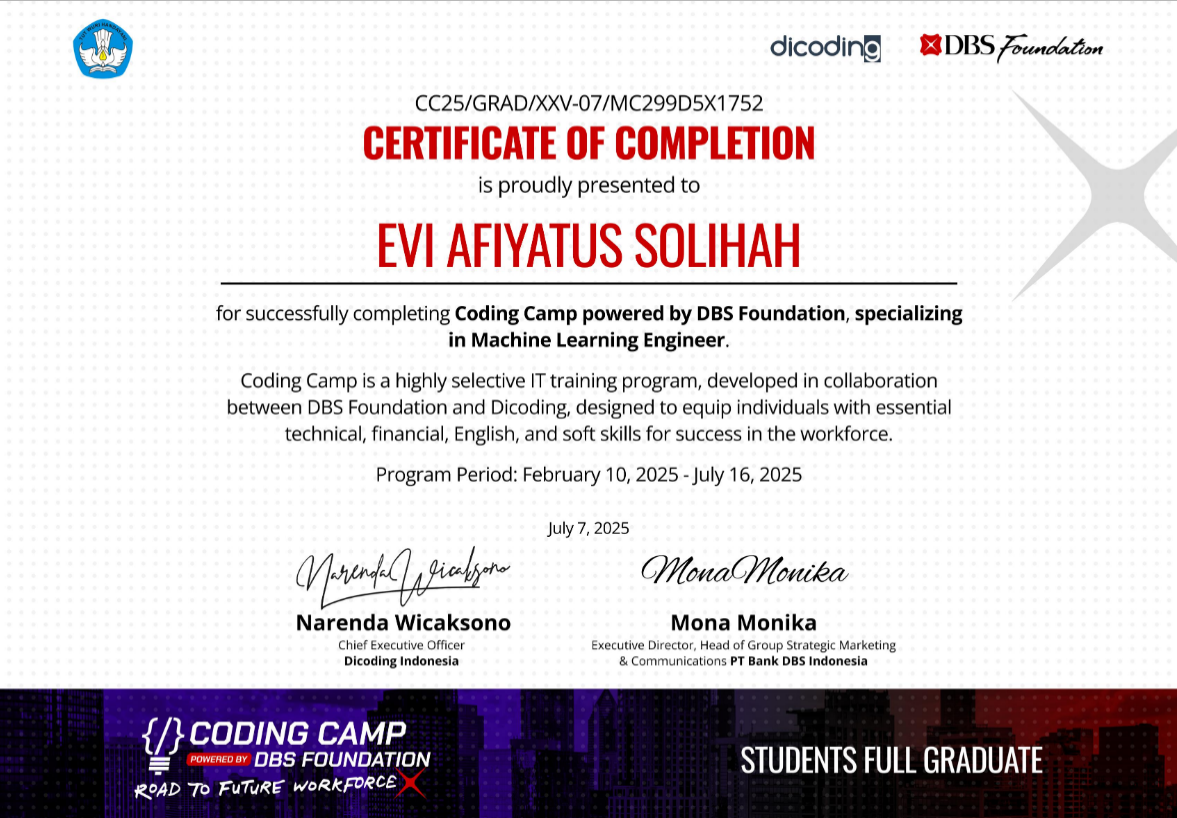 TUT WURI HANDAYANI
dicoding
DBS Foundation
CC25/GRAD/XXV-07/MC299D5X1752
CERTIFICATE OF COMPLETION
is proudly presented to
EVI AFIYATUS SOLIHAH
for successfully completing Coding Camp powered by DBS Foundation, specializing
in Machine Learning Engineer.
Coding Camp is a highly selective IT training program, developed in collaboration
between DBS Foundation and Dicoding, designed to equip individuals with essential
technical, financial, English, and soft skills for success in the workforce.
Program Period: February 10, 2025 - July 16, 2025
July 7, 2025
Narenda Wicaksono
Mona Monika
Narenda Wicaksono
Chief Executive Officer
Dicoding Indonesia
Mona Monika
Executive Director, Head of Group Strategic Marketing
& Communications PT Bank DBS Indonesia
{/} CODING CAMP
POWERED BY DBS FOUNDATION
ROAD TO FUTURE WORKFORCE
STUDENTS FULL GRADUATE